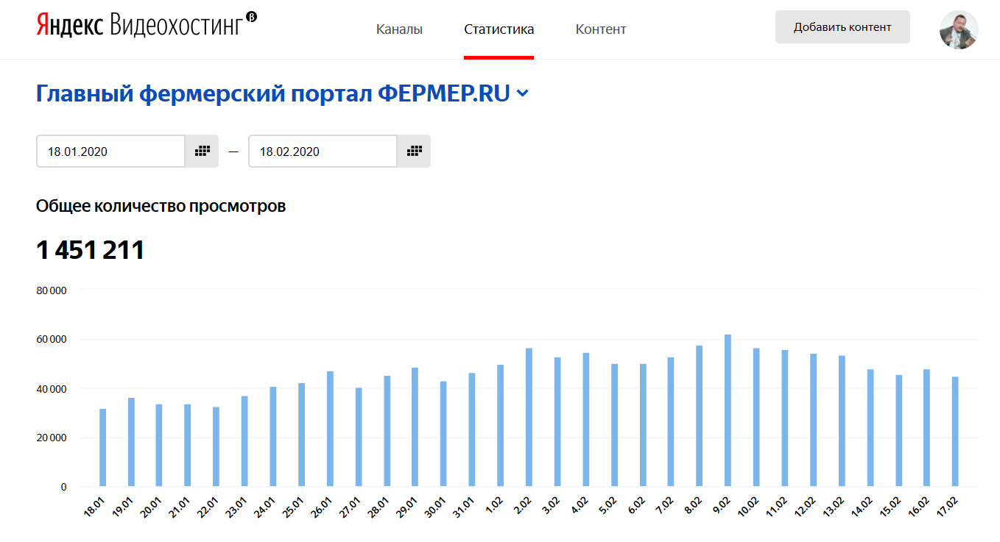 Яндекс Видеохостинг β
Каналы
Статистика
Контент
Добавить контент
Главный фермерский портал ФЕРМЕР.RU
18.01.2020 — 18.02.2020
Общее количество просмотров
1 451 211
80 000
60 000
40 000
20 000
0
18.01 19.01 20.01 21.01 22.01 23.01 24.01 25.01 26.01 27.01 28.01 29.01 30.01 31.01 1.02 2.02 3.02 4.02 5.02 6.02 7.02 8.02 9.02 10.02 11.02 12.02 13.02 14.02 15.02 16.02 17.02